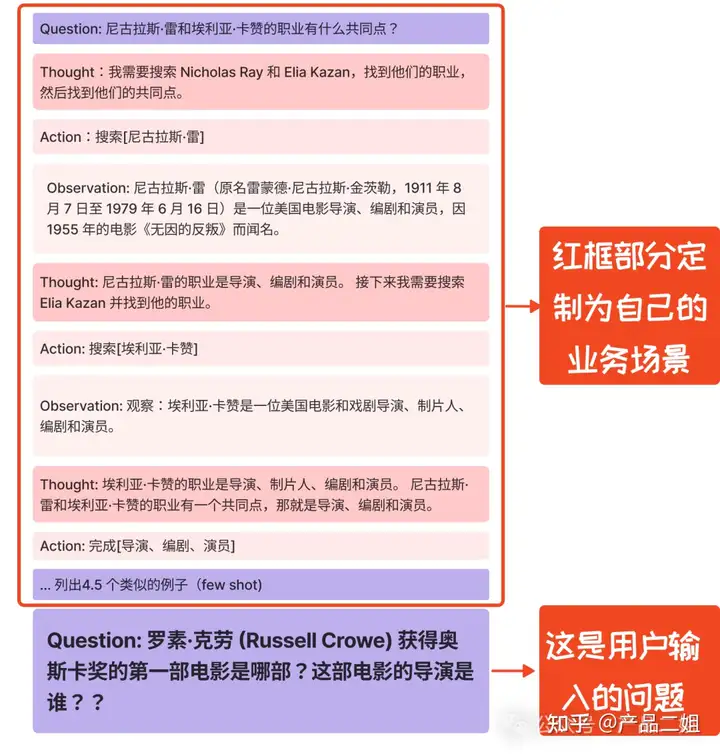 Question: 尼古拉斯·雷和埃利亚·卡赞的职业有什么共同点？
Thought：我需要搜索 Nicholas Ray 和 Elia Kazan，找到他们的职业，
然后找到他们的共同点。
Action：搜索[尼古拉斯·雷]
Observation: 尼古拉斯·雷（原名雷蒙德·尼古拉斯·金茨勒，1911 年 8
月 7 日至 1979 年 6 月 16 日）是一位美国电影导演、编剧和演员，因
1955 年的电影《无因的反叛》而闻名。
Thought: 尼古拉斯·雷的职业是导演、编剧和演员。 接下来我需要搜索
Elia Kazan 并找到他的职业。
Action: 搜索[埃利亚·卡赞]
Observation: 观察：埃利亚·卡赞是一位美国电影和戏剧导演、制片人、
编剧和演员。
Thought: 埃利亚·卡赞的职业是导演、制片人、编剧和演员。 尼古拉斯·
雷和埃利亚·卡赞的职业有一个共同点，那就是导演、编剧和演员。
Action: 完成[导演、编剧、演员]
... 列出4.5 个类似的例子（few shot)
红框部分定
制为自己的
业务场景
Question: 罗素·克劳 (Russell Crowe) 获得奥
斯卡奖的第一部电影是哪部？这部电影的导演是
谁？？
这是用户输
入的问题
公众号
知乎 @产品二姐